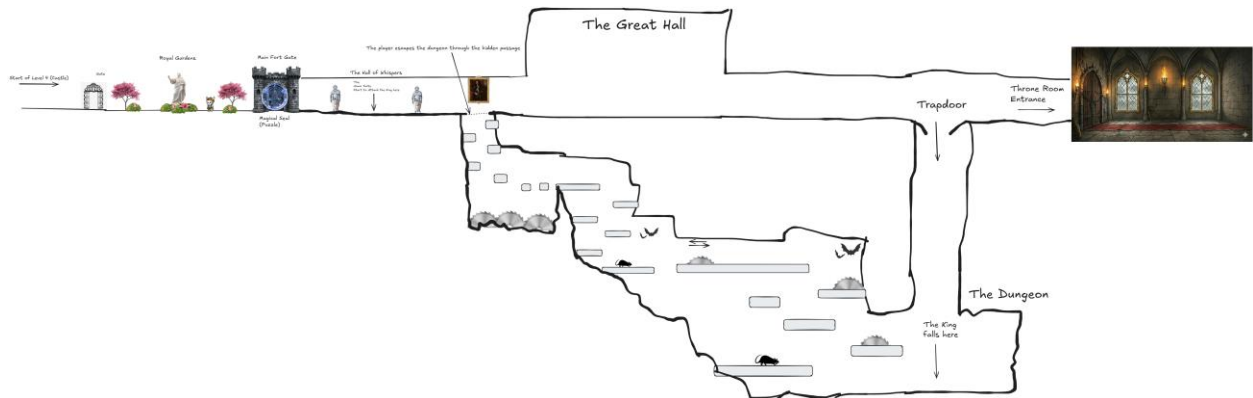 The Great Hall
The player escapes the dungeon through the hidden passage
Royal Gardens
Main Fort Gate
Start of Level 4 (Castle)
Gate
The Hall of Whispers
Magical Seal
(Puzzle)
Trapdoor
Throne Room
Entrance
The Dungeon
The King
falls here